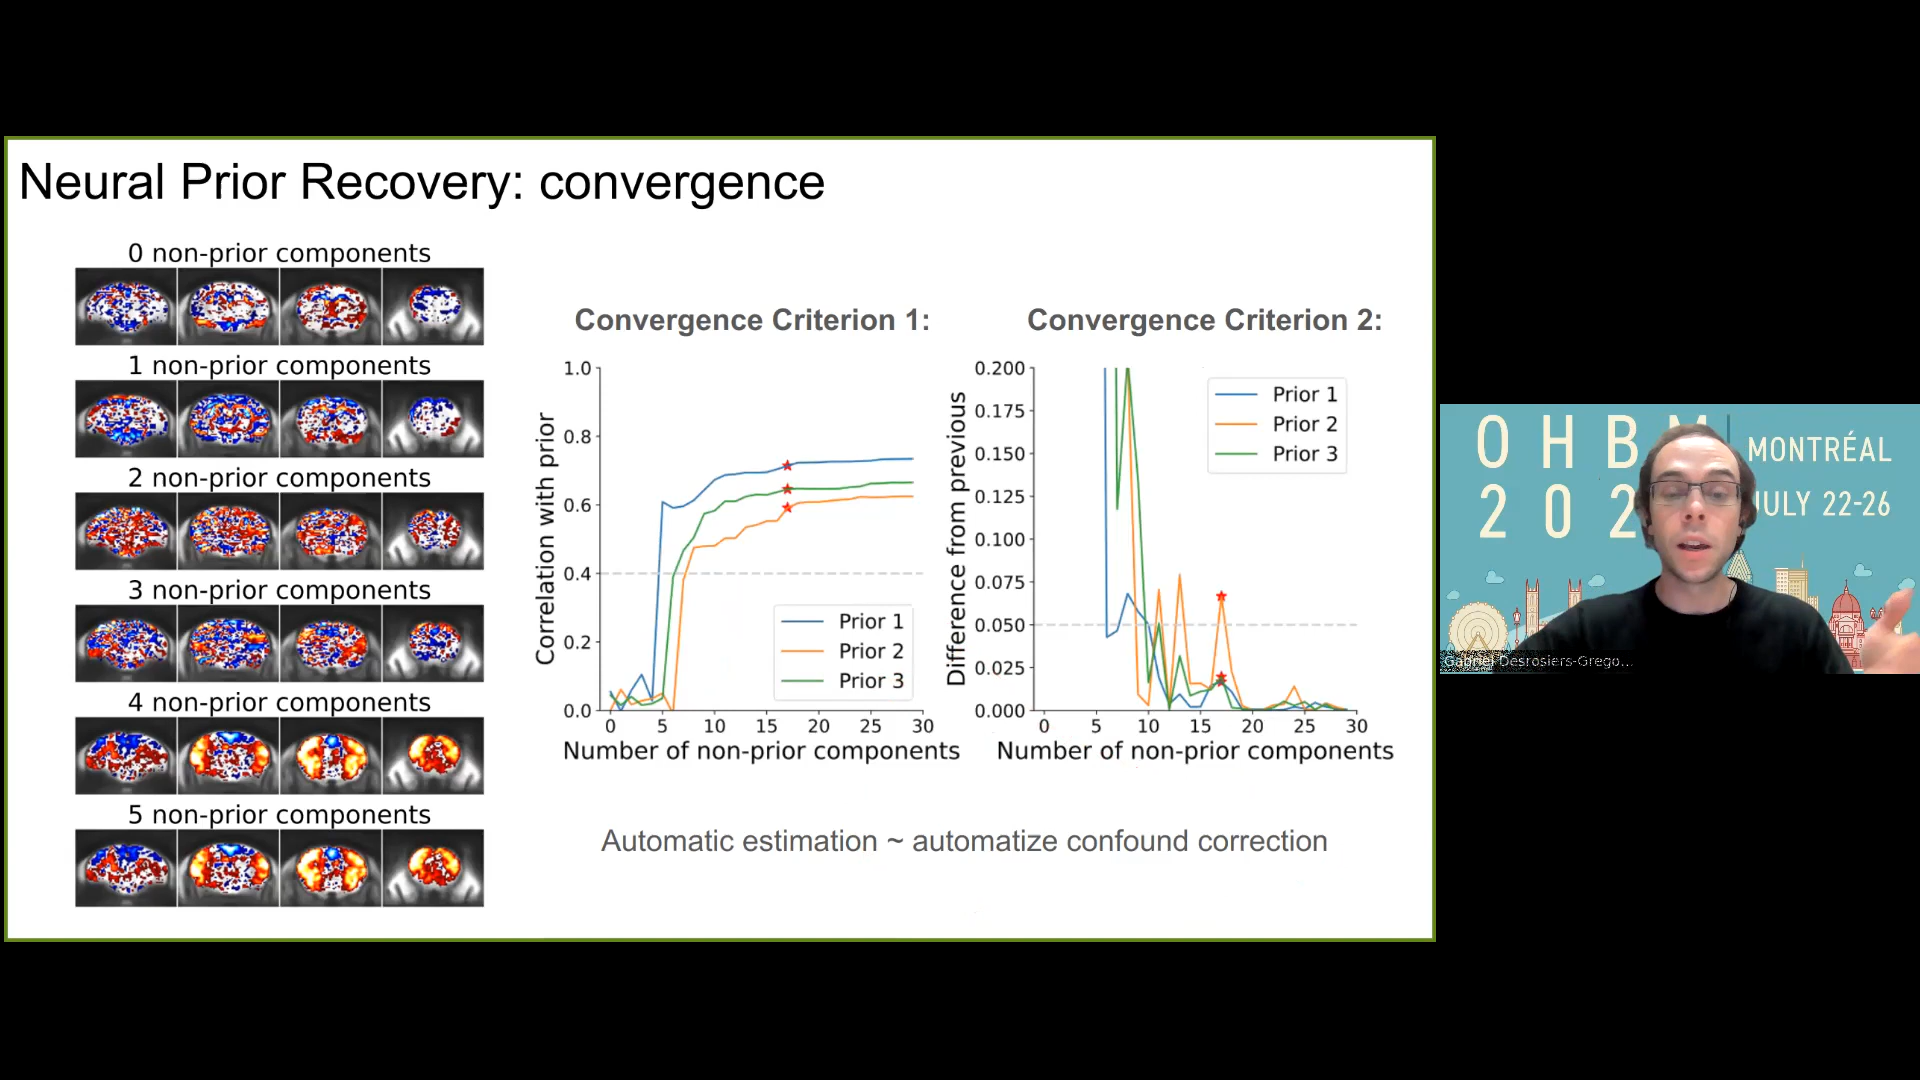 Neural Prior Recovery: convergence
0 non-prior components
1 non-prior components
2 non-prior components
3 non-prior components
4 non-prior components
5 non-prior components
Convergence Criterion 1:
Correlation with prior
1.0
0.8
0.6
0.4
0.2
0.0
Prior 1
Prior 2
Prior 3
0 5 10 15 20 25 30
Number of non-prior components
Convergence Criterion 2:
Difference from previous
0.200
0.175
0.150
0.125
0.100
0.075
0.050
0.025
0.000
Prior 1
Prior 2
Prior 3
0 5 10 15 20 25 30
Number of non-prior components
Automatic estimation ~ automatize confound correction
OHBM
202
MONTRÉAL
JULY 22-26
Gabriel Desrosiers-Grego...